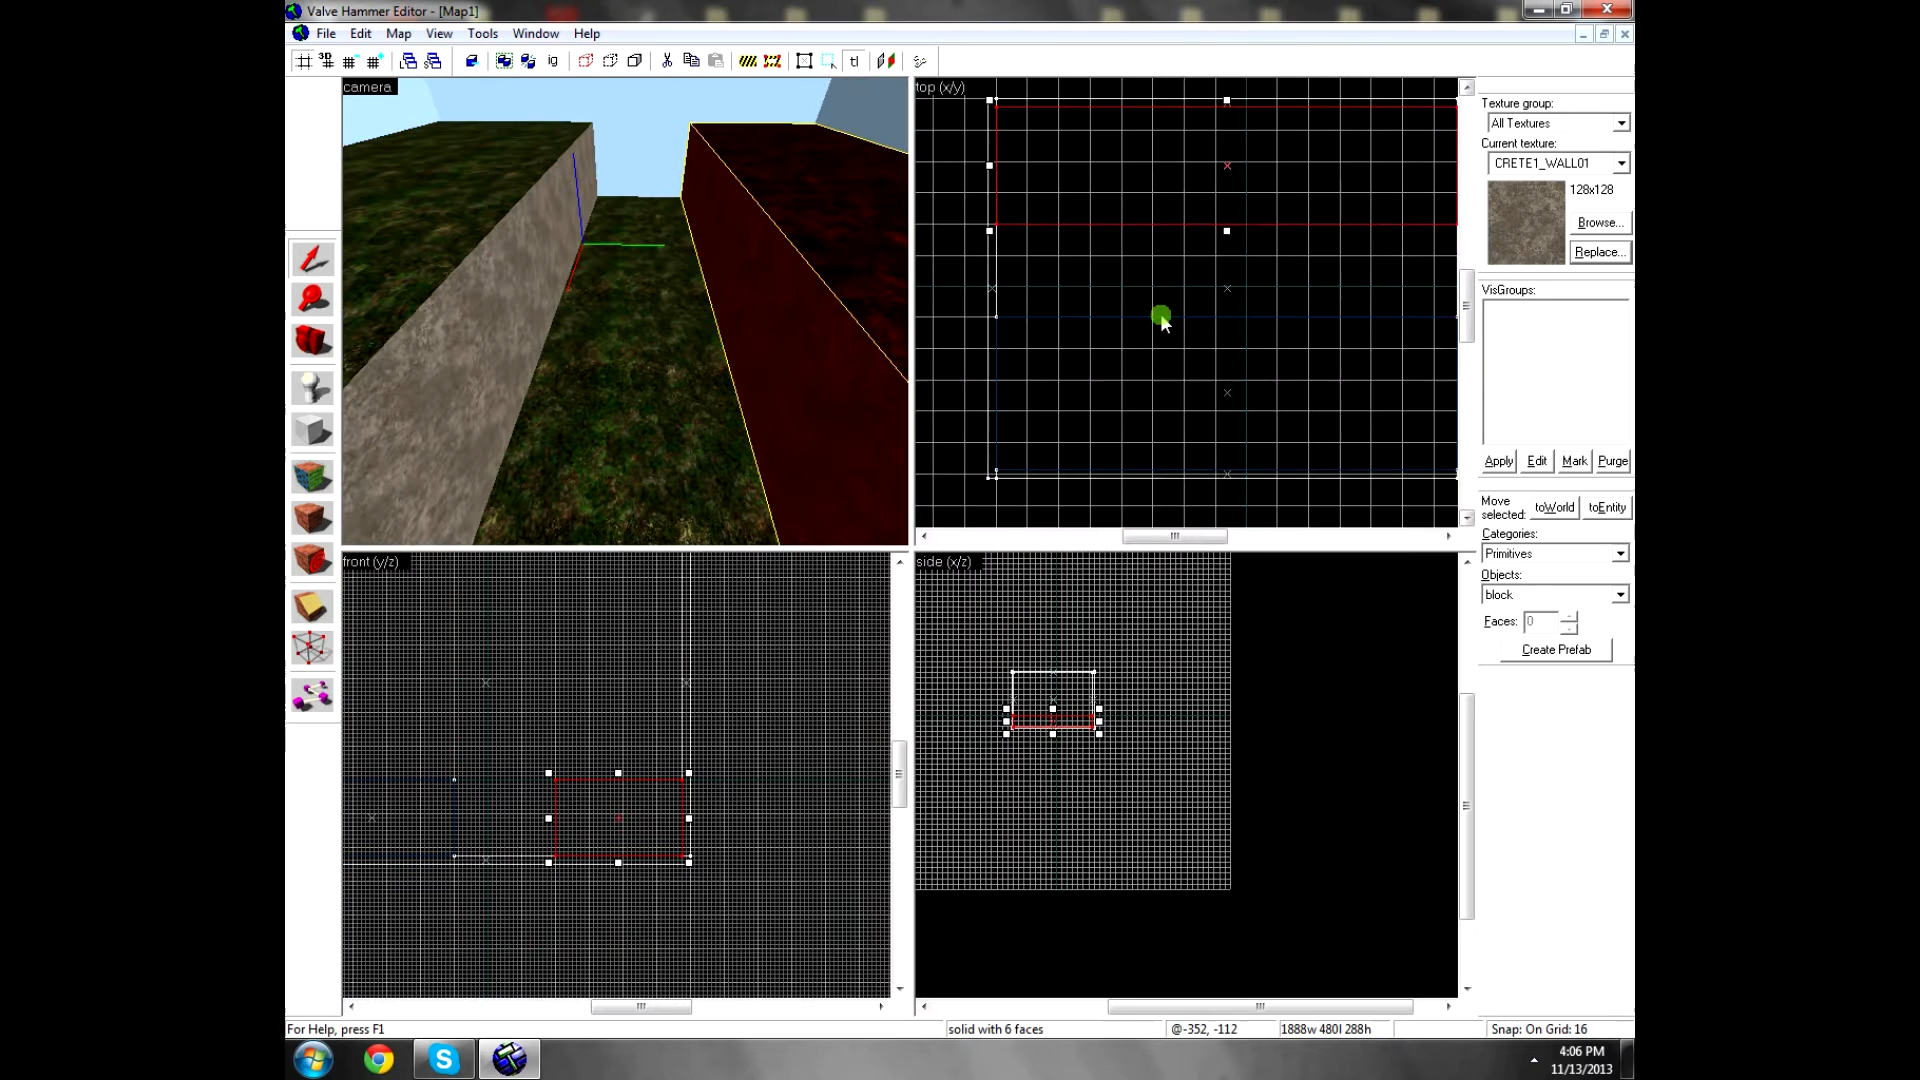 Valve Hammer Editor - [Map1]
File Edit Map View Tools Window Help
3D
ig
tl
camera
top (x/y)
front (y/z)
side (x/z)
Texture group:
All Textures
Current texture:
CRETE1_WALL01
128x128
Browse...
Replace...
VisGroups:
Apply Edit Mark Purge
Move
selected: toWorld toEntity
Categories:
Primitives
Objects:
block
Faces: 0
Create Prefab
For Help, press F1
solid with 6 faces
@-352, -112
1888w 480l 288h
Snap: On Grid: 16
4:06 PM
11/13/2013